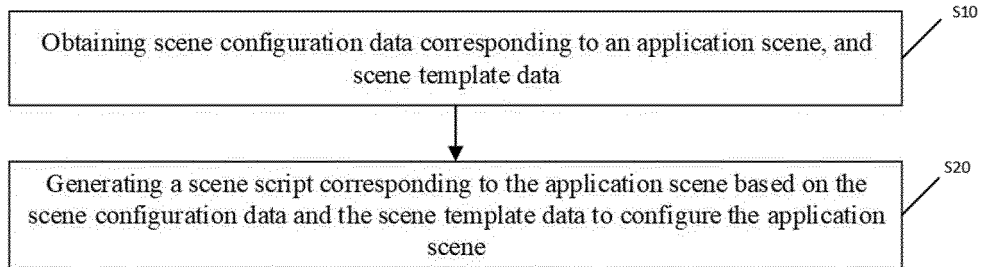 S10
Obtaining scene configuration data corresponding to an application scene, and
scene template data
S20
Generating a scene script corresponding to the application scene based on the
scene configuration data and the scene template data to configure the application
scene